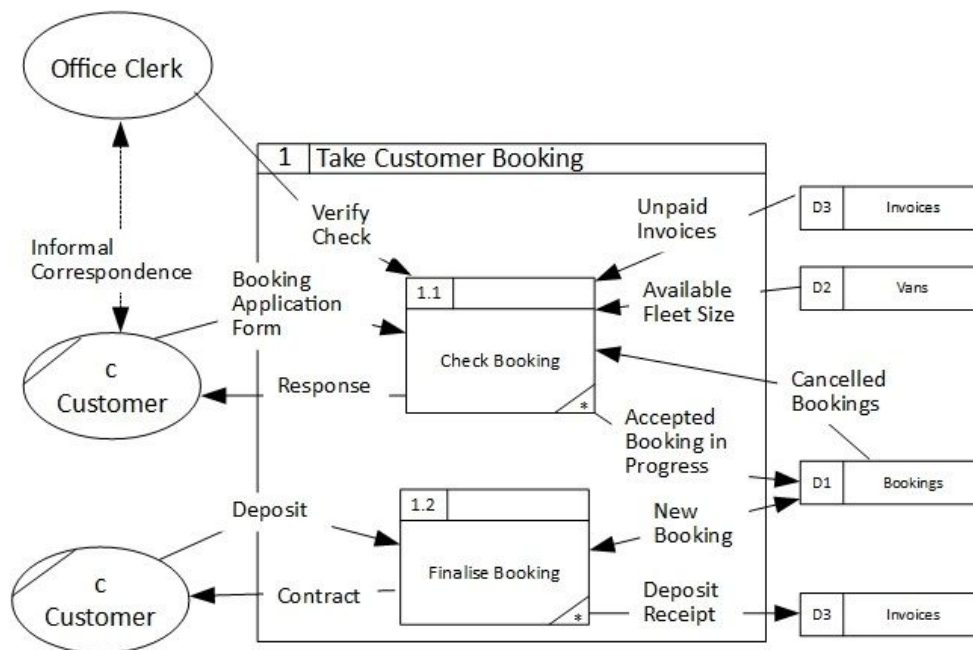 Office Clerk
1 Take Customer Booking
Verify
Check
Unpaid
Invoices
D3 Invoices
Informal
Correspondence
Booking
Application
Form
1.1
Available
Fleet Size
D2 Vans
Check Booking
*
c
Customer
Response
Cancelled
Bookings
Accepted
Booking in
Progress
D1 Bookings
Deposit
1.2
New
Booking
Finalise Booking
*
c
Customer
Contract
Deposit
Receipt
D3 Invoices